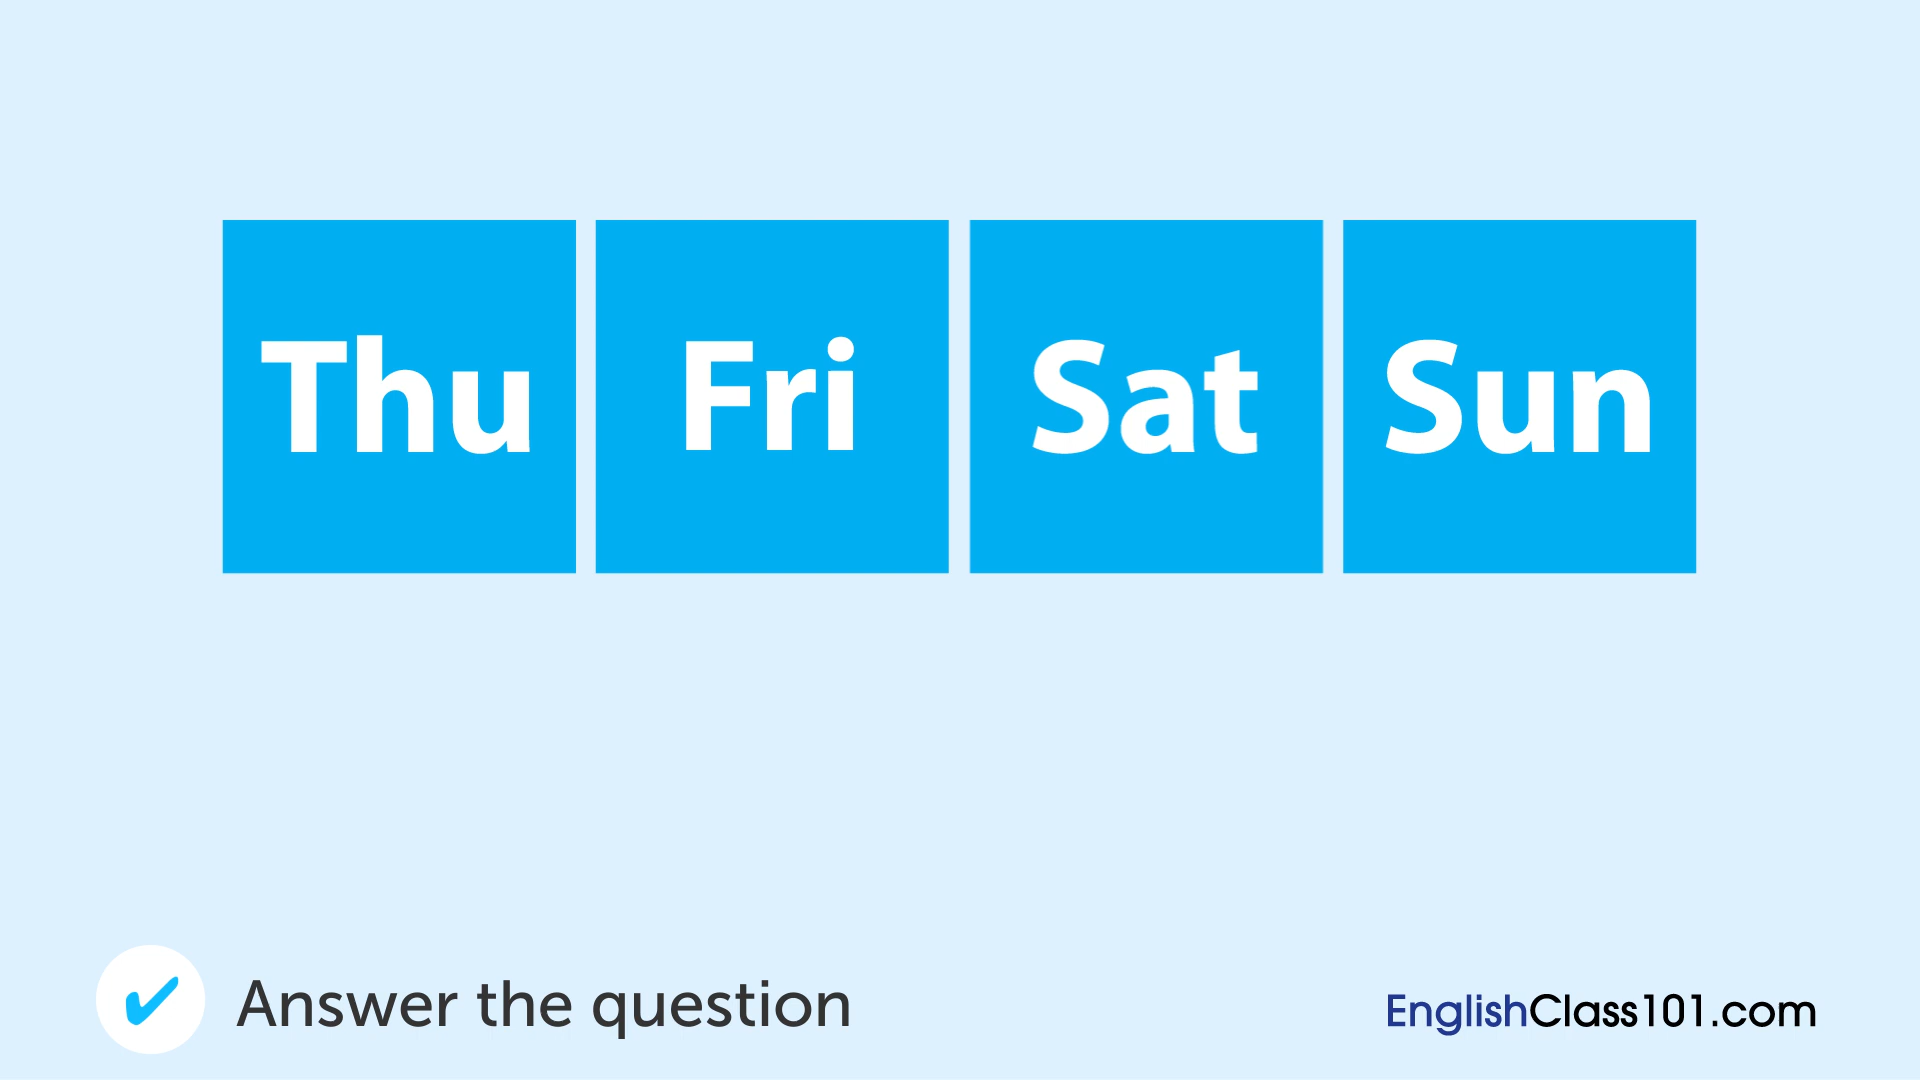 Thu Fri Sat Sun
Answer the question
EnglishClass101.com